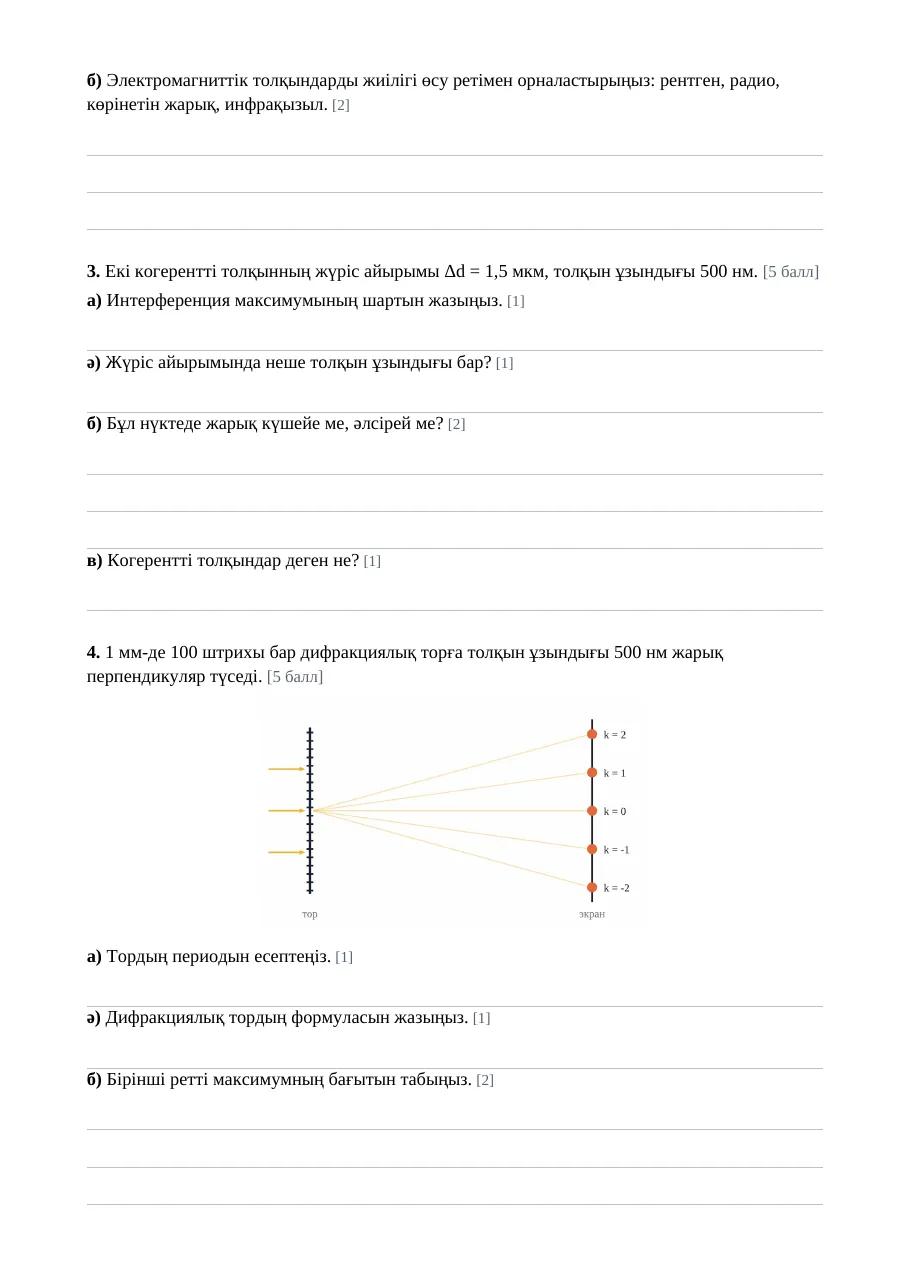 б) Электромагниттік толқындарды жиілігі өсу ретімен орналастырыңыз: рентген, радио,
көрінетін жарық, инфрақызыл. [2]
3. Екі когерентті толқынның жүріс айырымы Δd = 1,5 мкм, толқын ұзындығы 500 нм. [5 балл]
а) Интерференция максимумының шартын жазыңыз. [1]
ә) Жүріс айырымында неше толқын ұзындығы бар? [1]
б) Бұл нүктеде жарық күшейе ме, әлсірей ме? [2]
в) Когерентті толқындар деген не? [1]
4. 1 мм-де 100 штрихы бар дифракциялық торға толқын ұзындығы 500 нм жарық
перпендикуляр түседі. [5 балл]
k = 2
k = 1
k = 0
k = -1
k = -2
тор экран
а) Тордың периодын есептеңіз. [1]
ә) Дифракциялық тордың формуласын жазыңыз. [1]
б) Бірінші ретті максимумның бағытын табыңыз. [2]